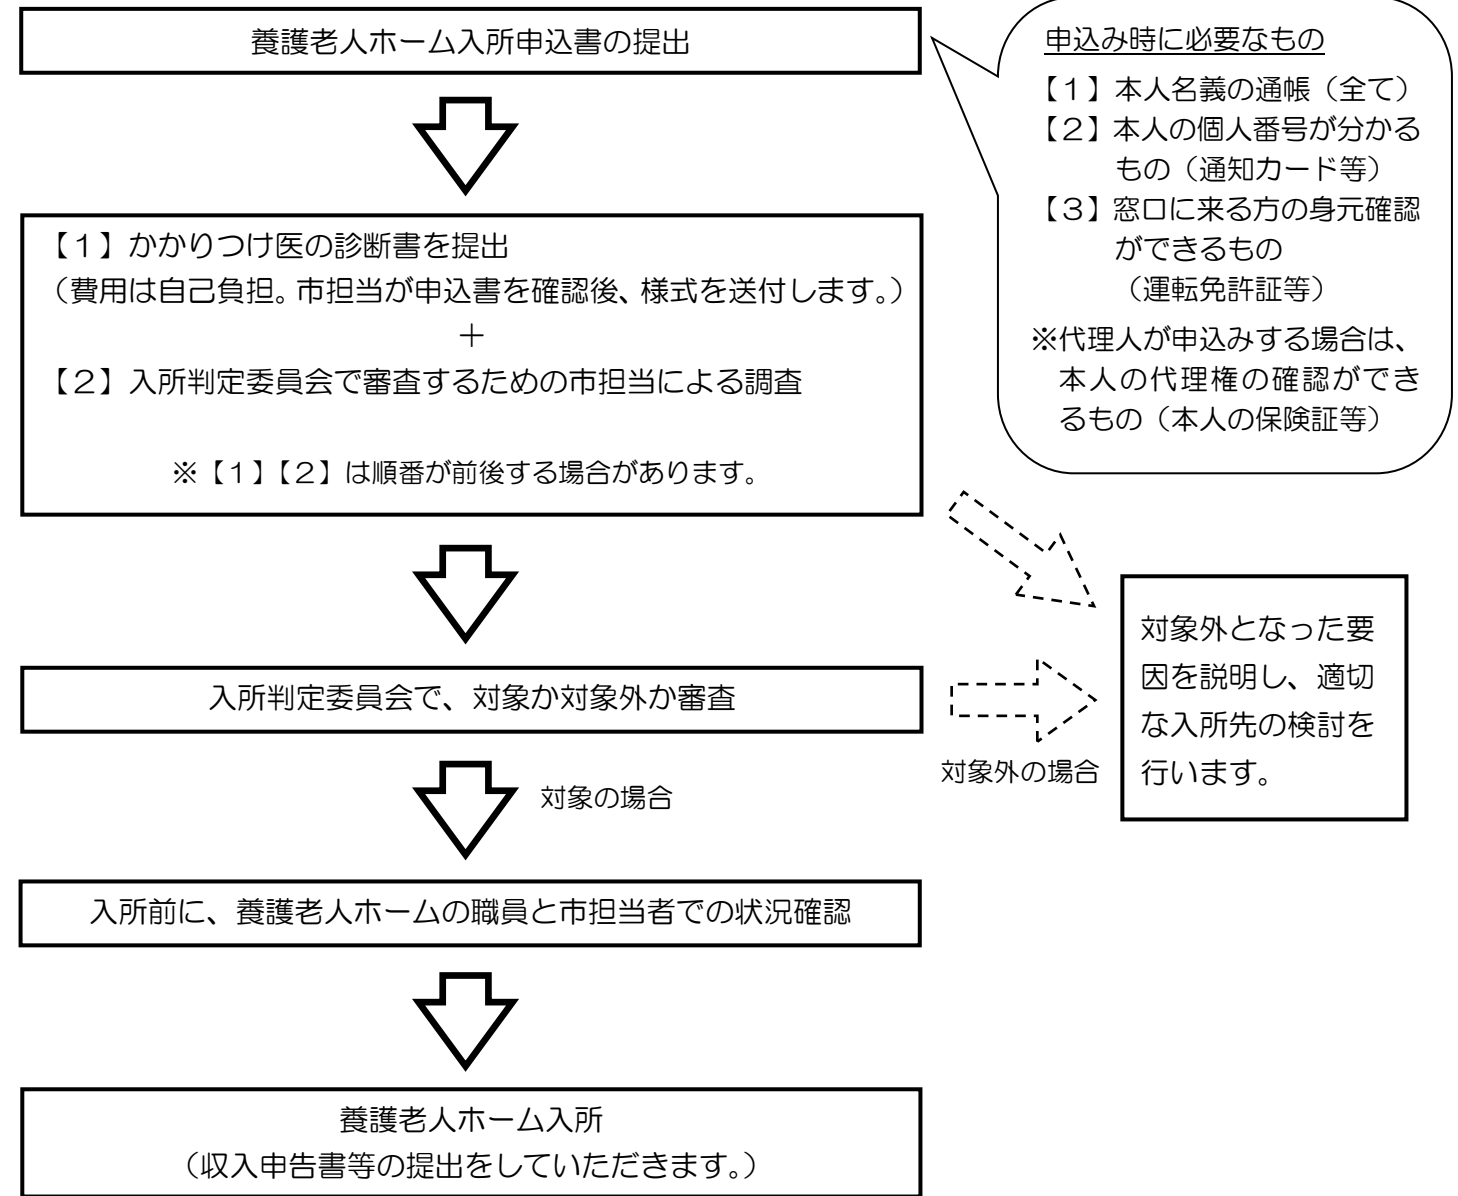 養護老人ホーム入所申込書の提出
申込み時に必要なもの
【１】本人名義の通帳（全て）
【２】本人の個人番号が分かる
もの（通知カード等）
【３】窓口に来る方の身元確認
ができるもの
（運転免許証等）
※代理人が申込みする場合は、
本人の代理権の確認ができ
るもの（本人の保険証等）
【１】かかりつけ医の診断書を提出
（費用は自己負担。市担当が申込書を確認後、様式を送付します。）
＋
【２】入所判定委員会で審査するための市担当による調査
※【１】【２】は順番が前後する場合があります。
入所判定委員会で、対象か対象外か審査
対象外の場合
対象外となった要
因を説明し、適切
な入所先の検討を
行います。
対象の場合
入所前に、養護老人ホームの職員と市担当者での状況確認
養護老人ホーム入所
（収入申告書等の提出をしていただきます。）